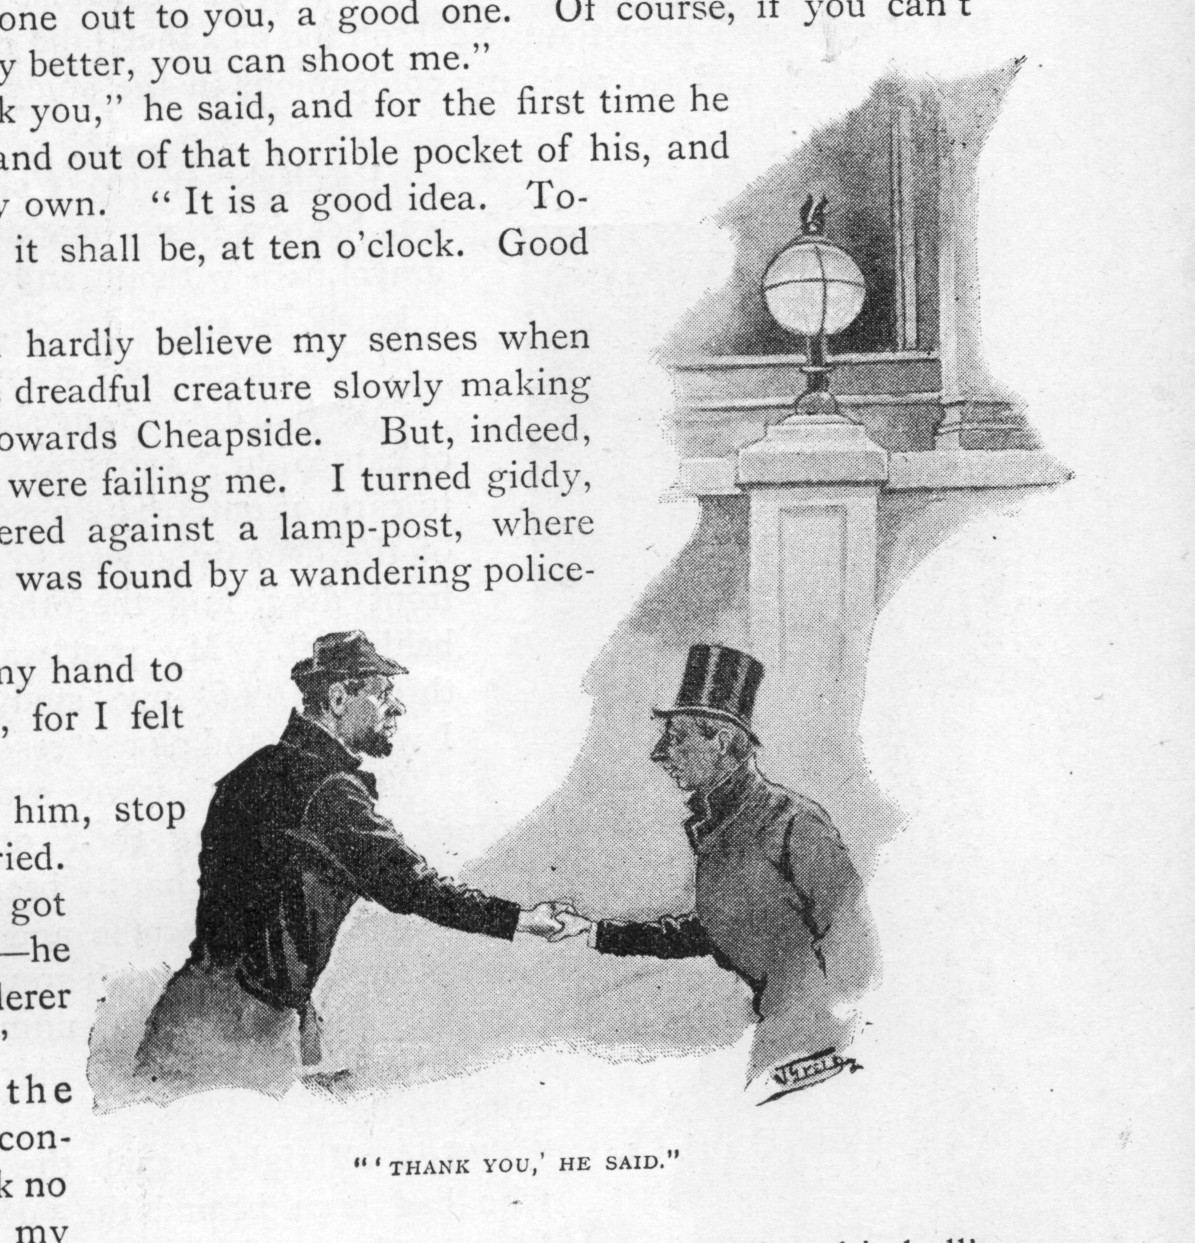 one out to you, a good one. Of course, if you can't
y better, you can shoot me."
k you," he said, and for the first time he
and out of that horrible pocket of his, and
y own. "It is a good idea. To-
it shall be, at ten o'clock. Good
hardly believe my senses when
dreadful creature slowly making
owards Cheapside. But, indeed,
were failing me. I turned giddy,
ered against a lamp-post, where
was found by a wandering police-
my hand to
, for I felt
him, stop
ried.
got
—he
lerer
'
the
con-
k no
my
"'THANK YOU,' HE SAID."